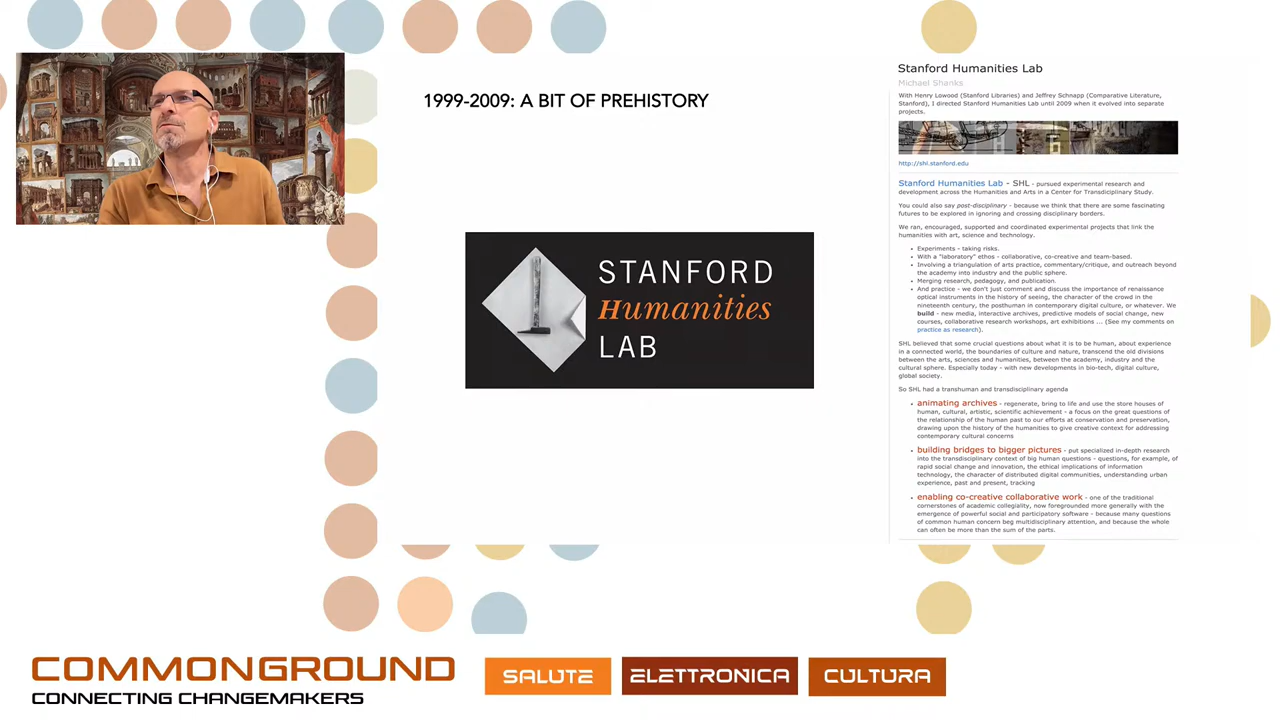 1999-2009: A BIT OF PREHISTORY
STANFORD
Humanities
LAB
Stanford Humanities Lab
Michael Shanks
With Henry Lowood (Stanford Libraries) and Jeffrey Schnapp (Comparative Literature,
Stanford), I directed Stanford Humanities Lab until 2009 when it evolved into separate
projects.
http://shl.stanford.edu
Stanford Humanities Lab - SHL - pursued experimental research and
development across the Humanities and Arts in a Center for Transdiciplinary Study.
You could also say post-disciplinary - because we think that there are some fascinating
futures to be explored in ignoring and crossing disciplinary borders.
We ran, encouraged, supported and coordinated experimental projects that link the
humanities with art, science and technology.
• Experiments - taking risks.
• With a "laboratory" ethos - collaborative, co-creative and team-based.
• Involving a triangulation of arts practice, commentary/critique, and outreach beyond
the academy into industry and the public sphere.
• Merging research, pedagogy, and publication.
• And practice - we don't just comment and discuss the importance of renaissance
optical instruments in the history of seeing, the character of the crowd in the
nineteenth century, the posthuman in contemporary digital culture, or whatever. We
build - new media, interactive archives, predictive models of social change, new
courses, collaborative research workshops, art exhibitions ... (See my comments on
practice as research).
SHL believed that some crucial questions about what it is to be human, about experience
in a connected world, the boundaries of culture and nature, transcend the old divisions
between the arts, sciences and humanities, between the academy, industry and the
cultural sphere. Especially today - with new developments in bio-tech, digital culture,
global society.
So SHL had a transhuman and transdisciplinary agenda
• animating archives - regenerate, bring to life and use the store houses of
human, cultural, artistic, scientific achievement - a focus on the great questions of
the relationship of the human past to our efforts at conservation and preservation,
drawing upon the history of the humanities to give creative context for addressing
contemporary cultural concerns
• building bridges to bigger pictures - put specialized in-depth research
into the transdisciplinary context of big human questions - questions, for example, of
rapid social change and innovation, the ethical implications of information
technology, the character of distributed digital communities, understanding urban
experience, past and present, tracking
• enabling co-creative collaborative work - one of the traditional
cornerstones of academic collegiality, now foregrounded more generally with the
emergence of powerful social and participatory software - because many questions
of common human concern beg multidisciplinary attention, and because the whole
can often be more than the sum of the parts.
COMMONGROUND
CONNECTING CHANGEMAKERS
SALUTE
ELETTRONICA
CULTURA